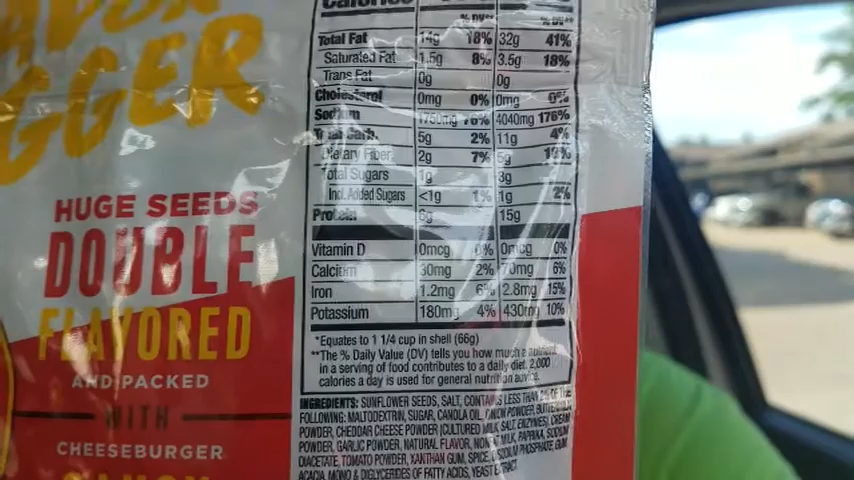 GGER
HUGE SEEDS
DOUBLE
FLAVORED
AND PACKED
WITH
CHEESEBURGER
Calories
% DV** % DV**
Total Fat 14g 18% 32g 41%
Saturated Fat 1.5g 8% 3.5g 18%
Trans Fat 0g 0g
Cholesterol 0mg 0% 0mg 0%
Sodium 1750mg 76% 4040mg 176%
Total Carb. 5g 2% 11g 4%
Dietary Fiber 2g 7% 5g
Total Sugars 1g 3g
Incl. Added Sugars <1g 1% 1g 2%
Protein 6g 15g
Vitamin D 0mcg 0% 0mcg 0%
Calcium 30mg 2% 70mg 6%
Iron 1.2mg 6% 2.8mg 15%
Potassium 180mg 4% 430mg 10%
*Equates to 1 1/4 cup in shell (66g)
**The % Daily Value (DV) tells you how much a nutrient
in a serving of food contributes to a daily diet. 2,000
calories a day is used for general nutrition advice.
INGREDIENTS: SUNFLOWER SEEDS, SALT, CONTAINS LESS THAN 2% OF THE
FOLLOWING: MALTODEXTRIN, SUGAR, CANOLA OIL, ONION POWDER, BUTTERMILK
POWDER, CHEDDAR CHEESE POWDER (CULTURED MILK, SALT, ENZYMES), CREAM
POWDER, GARLIC POWDER, NATURAL FLAVOR, NONFAT MILK, PAPRIKA, SODIUM
DIACETATE, TOMATO POWDER, XANTHAN GUM, SPICE, DISODIUM PHOSPHATE, GUM
ACACIA, MONO & DIGLYCERIDES OF FATTY ACIDS, YEAST EXTRACT